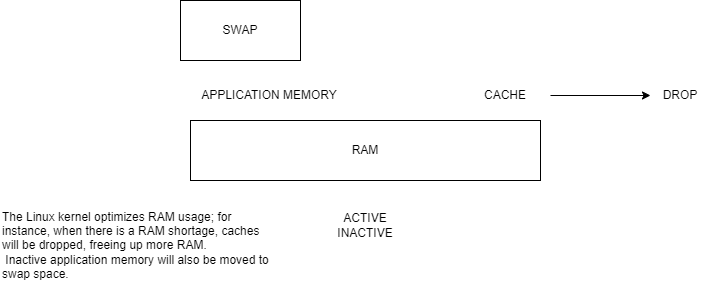 SWAP
APPLICATION MEMORY
CACHE
DROP
RAM
ACTIVE
INACTIVE
The Linux kernel optimizes RAM usage; for
instance, when there is a RAM shortage, caches
will be dropped, freeing up more RAM.
Inactive application memory will also be moved to
swap space.